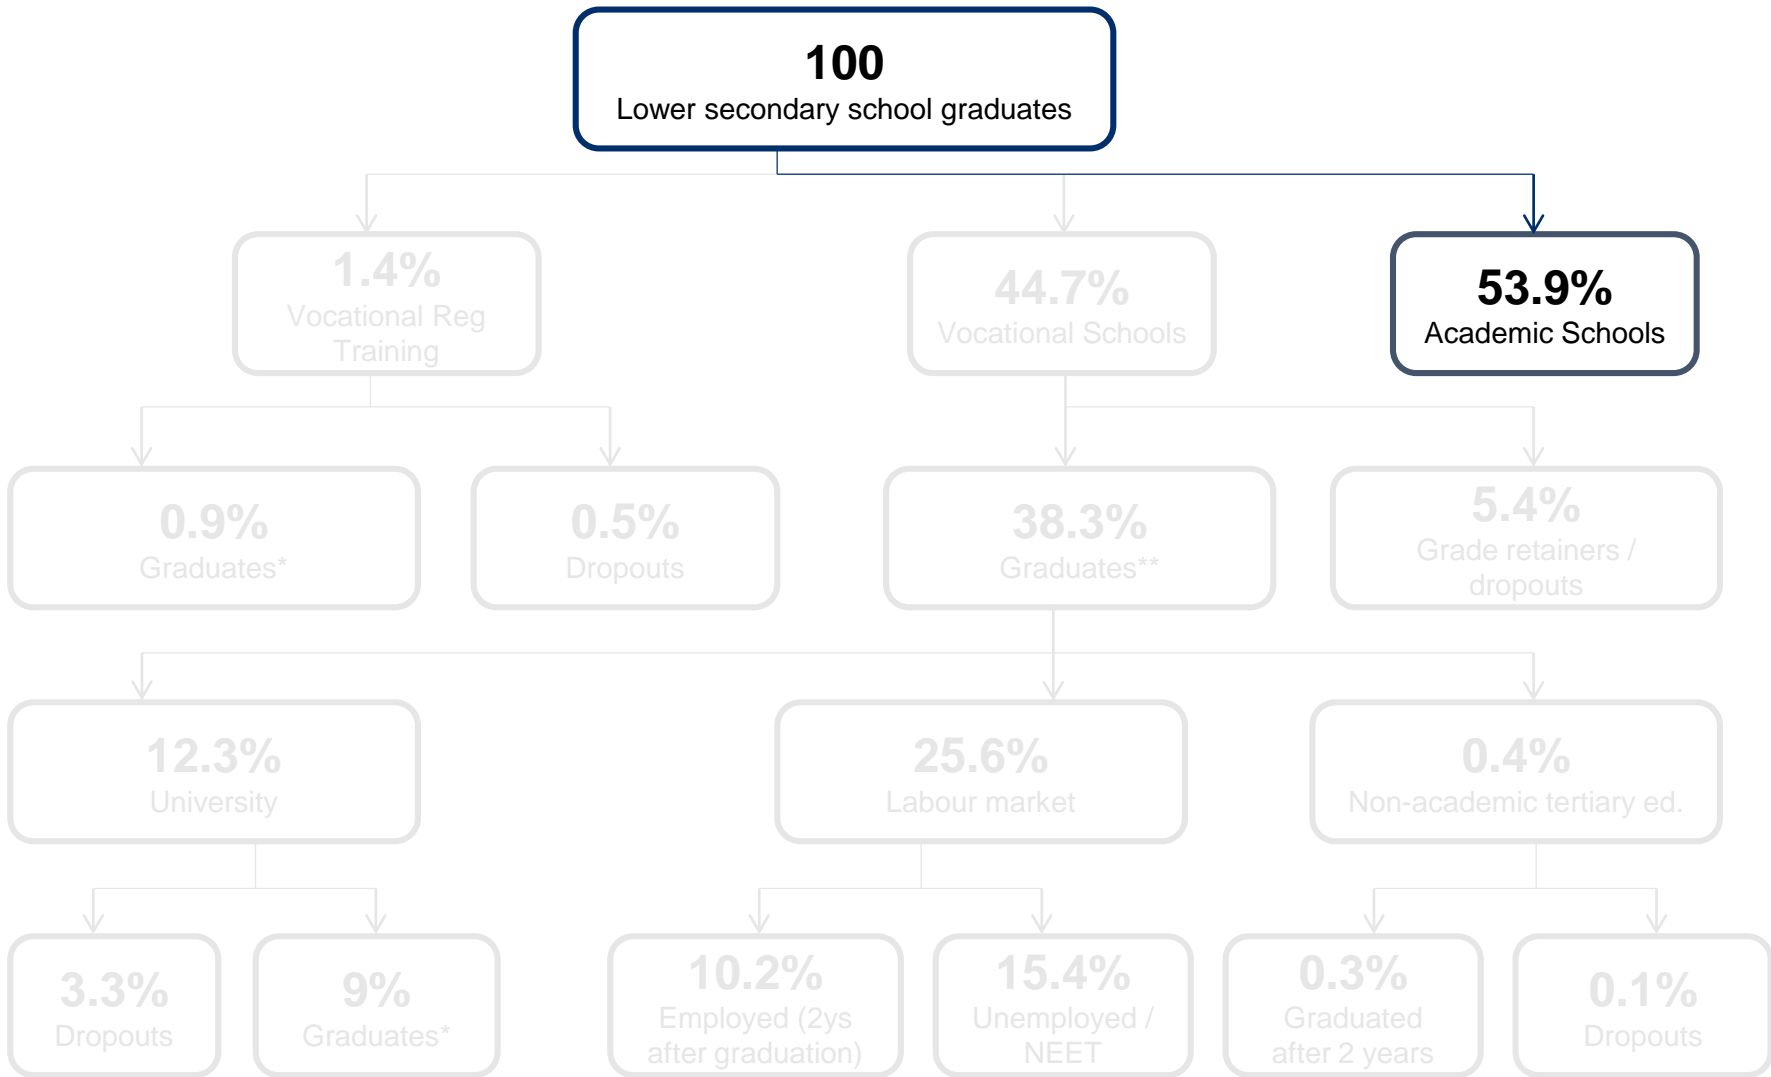 100
Lower secondary school graduates
1.4%
Vocational Reg
Training
44.7%
Vocational Schools
53.9%
Academic Schools
0.9%
Graduates*
0.5%
Dropouts
38.3%
Graduates**
5.4%
Grade retainers /
dropouts
12.3%
University
25.6%
Labour market
0.4%
Non-academic tertiary ed.
3.3%
Dropouts
9%
Graduates*
10.2%
Employed (2ys
after graduation)
15.4%
Unemployed /
NEET
0.3%
Graduated
after 2 years
0.1%
Dropouts